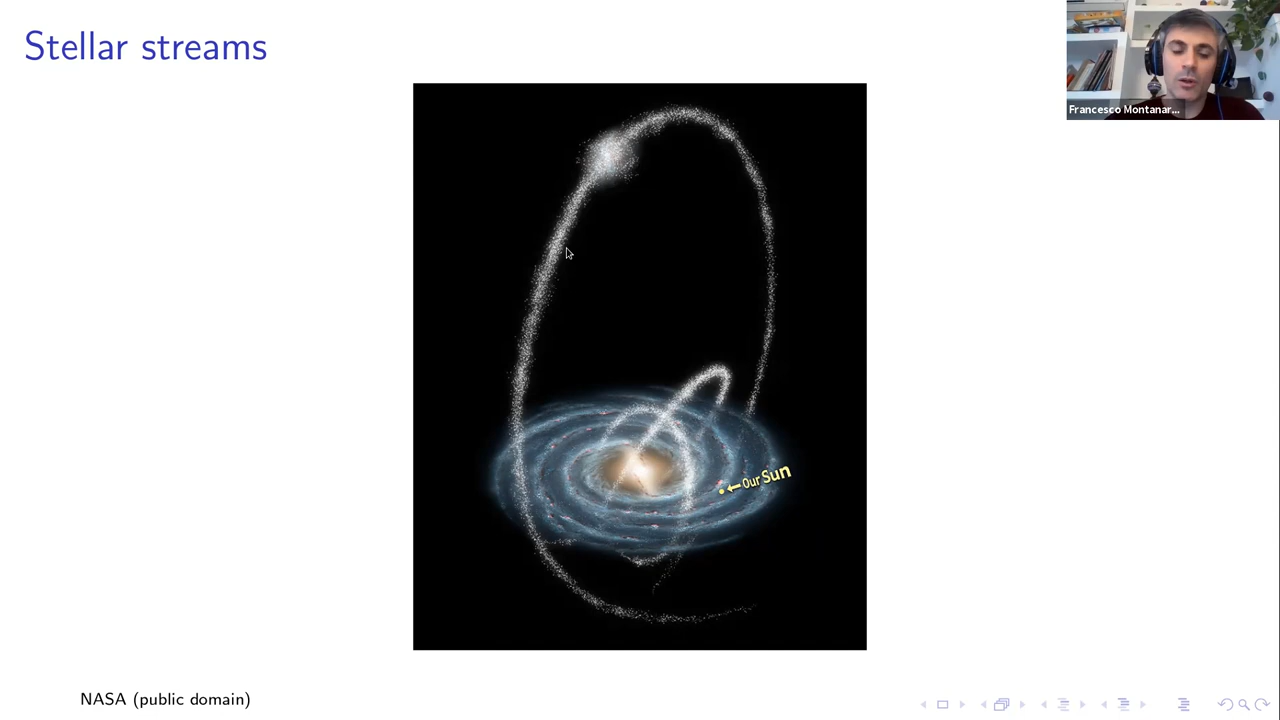 Stellar streams
Francesco Montanar...
Our Sun
NASA (public domain)